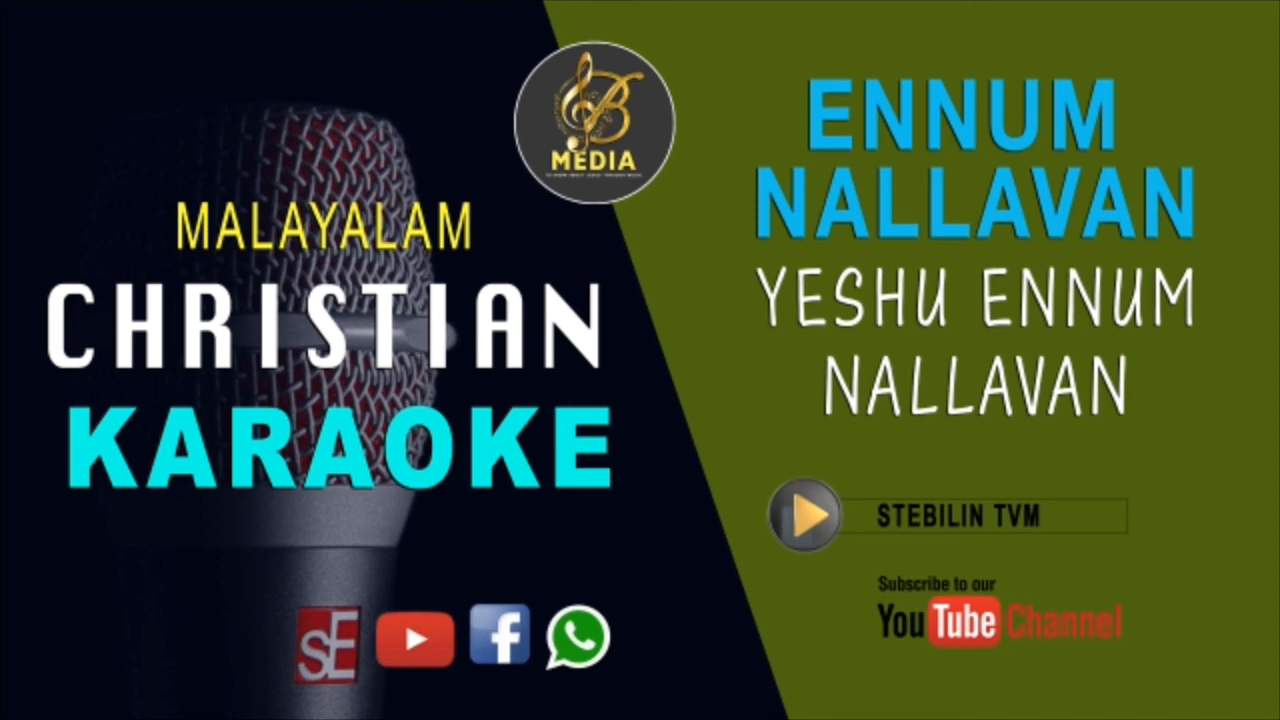 MALAYALAM
CHRISTIAN
KARAOKE
B
MEDIA
ENNUM
NALLAVAN
YESHU ENNUM
NALLAVAN
STEBILIN TVM
Subscribe to our
YouTube Channel
sE
f